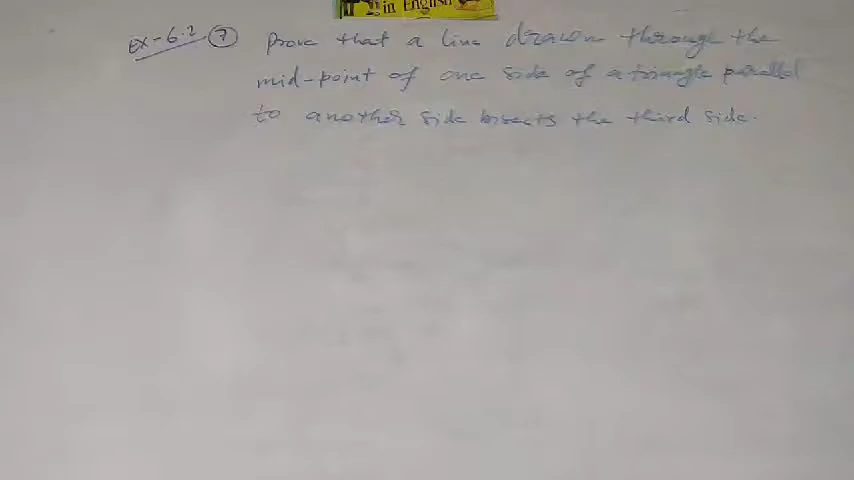 in English
Ex-6.2 (7) Prove that a line drawn through the
mid-point of one side of a triangle parallel
to another side bisects the third side.